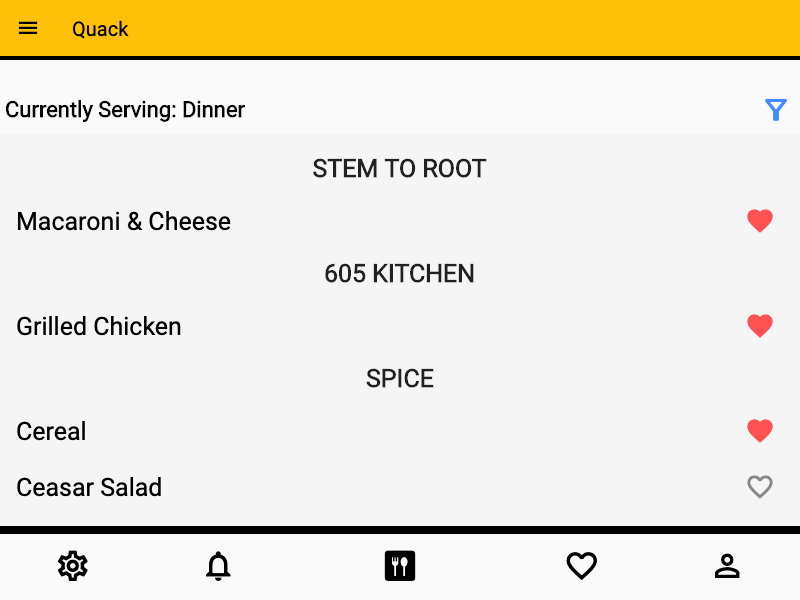 Quack
Currently Serving: Dinner
STEM TO ROOT
Macaroni & Cheese
605 KITCHEN
Grilled Chicken
SPICE
Cereal
Ceasar Salad